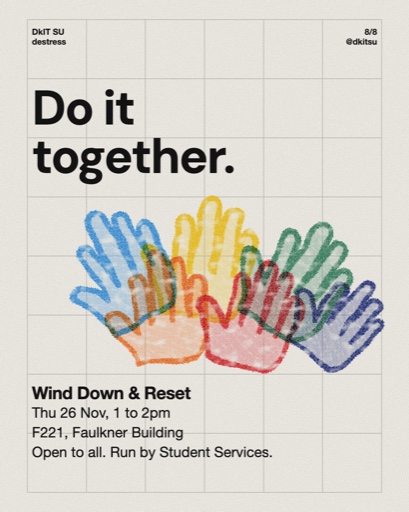 DkIT SU
destress
8/8
@dkitsu
Do it
together.
Wind Down & Reset
Thu 26 Nov, 1 to 2pm
F221, Faulkner Building
Open to all. Run by Student Services.